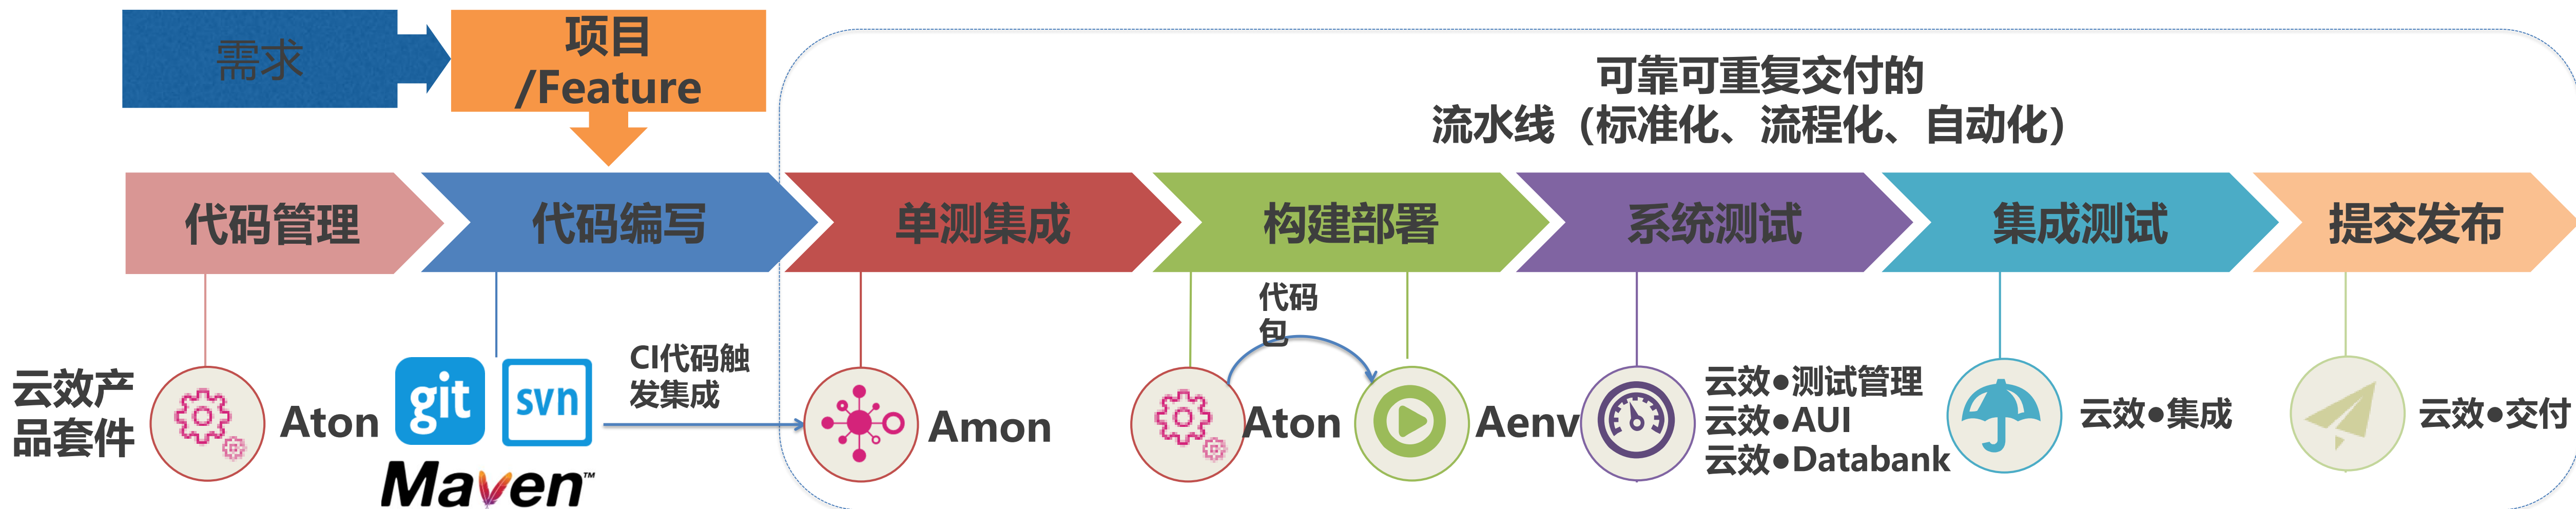 需求
项目
/Feature
可靠可重复交付的
流水线（标准化、流程化、自动化）
代码管理
代码编写
单测集成
构建部署
系统测试
集成测试
提交发布
云效产
品套件
Aton
git
svn
Maven™
CI代码触
发集成
Amon
代码
包
Aton
Aenv
云效●测试管理
云效●AUI
云效●Databank
云效●集成
云效●交付